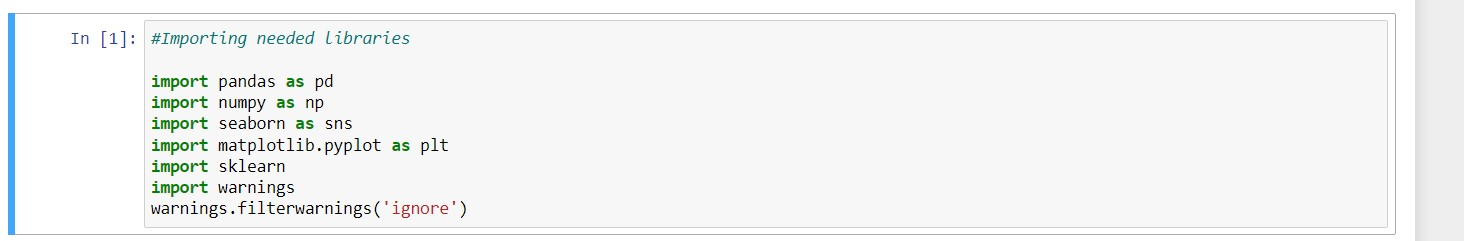 In [1]: #Importing needed libraries
import pandas as pd
import numpy as np
import seaborn as sns
import matplotlib.pyplot as plt
import sklearn
import warnings
warnings.filterwarnings('ignore')